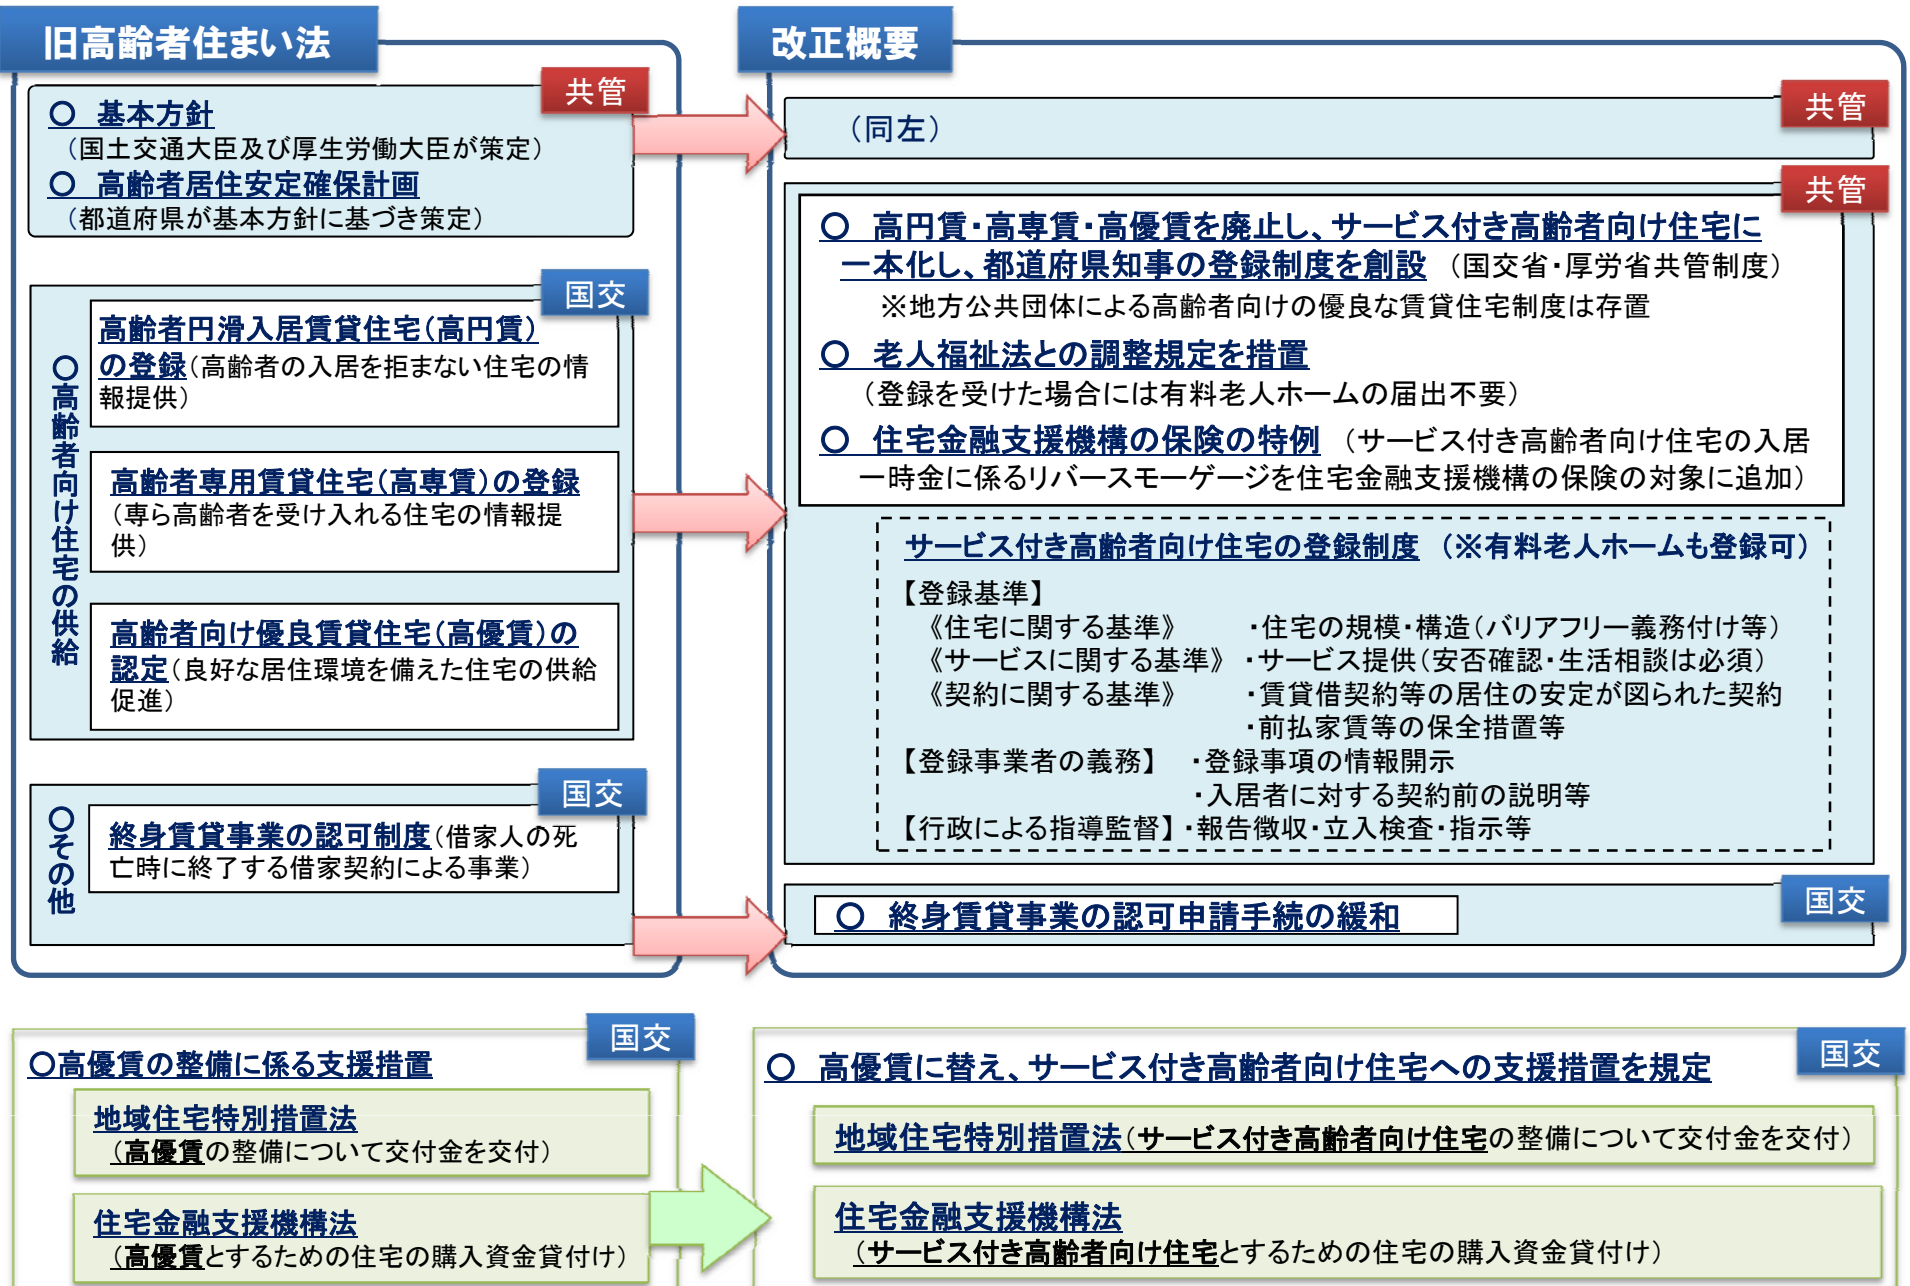 旧高齢者住まい法
共管
〇　基本方針
（国土交通大臣及び厚生労働大臣が策定）
〇　高齢者居住安定確保計画
（都道府県が基本方針に基づき策定）
国交
〇高齢者向け住宅の供給
高齢者円滑入居賃貸住宅（高円賃）
の登録（高齢者の入居を拒まない住宅の情
報提供）
高齢者専用賃貸住宅（高専賃）の登録
（専ら高齢者を受け入れる住宅の情報提
供）
高齢者向け優良賃貸住宅（高優賃）の
認定（良好な居住環境を備えた住宅の供給
促進）
国交
〇その他
終身賃貸事業の認可制度（借家人の死
亡時に終了する借家契約による事業）
改正概要
共管
（同左）
共管
〇　高円賃・高専賃・高優賃を廃止し、サービス付き高齢者向け住宅に
一本化し、都道府県知事の登録制度を創設　（国交省・厚労省共管制度）
※地方公共団体による高齢者向けの優良な賃貸住宅制度は存置
〇　老人福祉法との調整規定を措置
（登録を受けた場合には有料老人ホームの届出不要）
〇　住宅金融支援機構の保険の特例　（サービス付き高齢者向け住宅の入居
一時金に係るリバースモーゲージを住宅金融支援機構の保険の対象に追加）
サービス付き高齢者向け住宅の登録制度　（※有料老人ホームも登録可）
【登録基準】
《住宅に関する基準》　・住宅の規模・構造（バリアフリー義務付け等）
《サービスに関する基準》・サービス提供（安否確認・生活相談は必須）
《契約に関する基準》　・賃貸借契約等の居住の安定が図られた契約
・前払家賃等の保全措置等
【登録事業者の義務】　・登録事項の情報開示
・入居者に対する契約前の説明等
【行政による指導監督】・報告徴収・立入検査・指示等
国交
〇　終身賃貸事業の認可申請手続の緩和
国交
〇高優賃の整備に係る支援措置
地域住宅特別措置法
（高優賃の整備について交付金を交付）
住宅金融支援機構法
（高優賃とするための住宅の購入資金貸付け）
国交
〇　高優賃に替え、サービス付き高齢者向け住宅への支援措置を規定
地域住宅特別措置法（サービス付き高齢者向け住宅の整備について交付金を交付）
住宅金融支援機構法
（サービス付き高齢者向け住宅とするための住宅の購入資金貸付け）